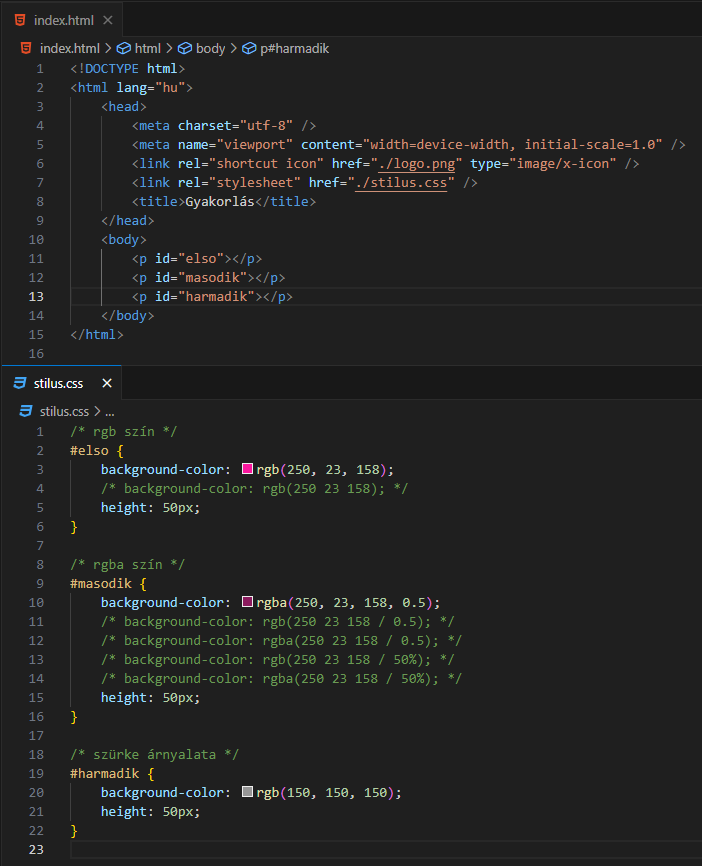 index.html
index.html > html > body > p#harmadik
1 <!DOCTYPE html>
2 <html lang="hu">
3 <head>
4 <meta charset="utf-8" />
5 <meta name="viewport" content="width=device-width, initial-scale=1.0" />
6 <link rel="shortcut icon" href="./logo.png" type="image/x-icon" />
7 <link rel="stylesheet" href="./stilus.css" />
8 <title>Gyakorlás</title>
9 </head>
10 <body>
11 <p id="elso"></p>
12 <p id="masodik"></p>
13 <p id="harmadik"></p>
14 </body>
15 </html>
16
stilus.css
stilus.css > ...
1 /* rgb szín */
2 #elso {
3 background-color: rgb(250, 23, 158);
4 /* background-color: rgb(250 23 158); */
5 height: 50px;
6 }
7
8 /* rgba szín */
9 #masodik {
10 background-color: rgba(250, 23, 158, 0.5);
11 /* background-color: rgb(250 23 158 / 0.5); */
12 /* background-color: rgba(250 23 158 / 0.5); */
13 /* background-color: rgb(250 23 158 / 50%); */
14 /* background-color: rgba(250 23 158 / 50%); */
15 height: 50px;
16 }
17
18 /* szürke árnyalata */
19 #harmadik {
20 background-color: rgb(150, 150, 150);
21 height: 50px;
22 }
23